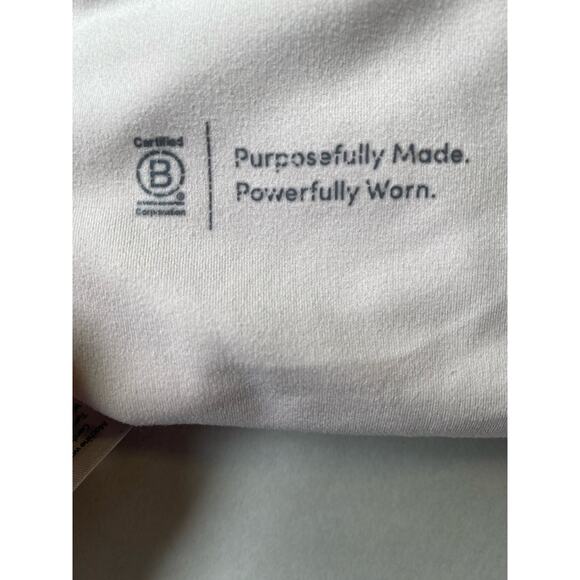 Certified
B
Corporation
Purposefully Made.
Powerfully Worn.